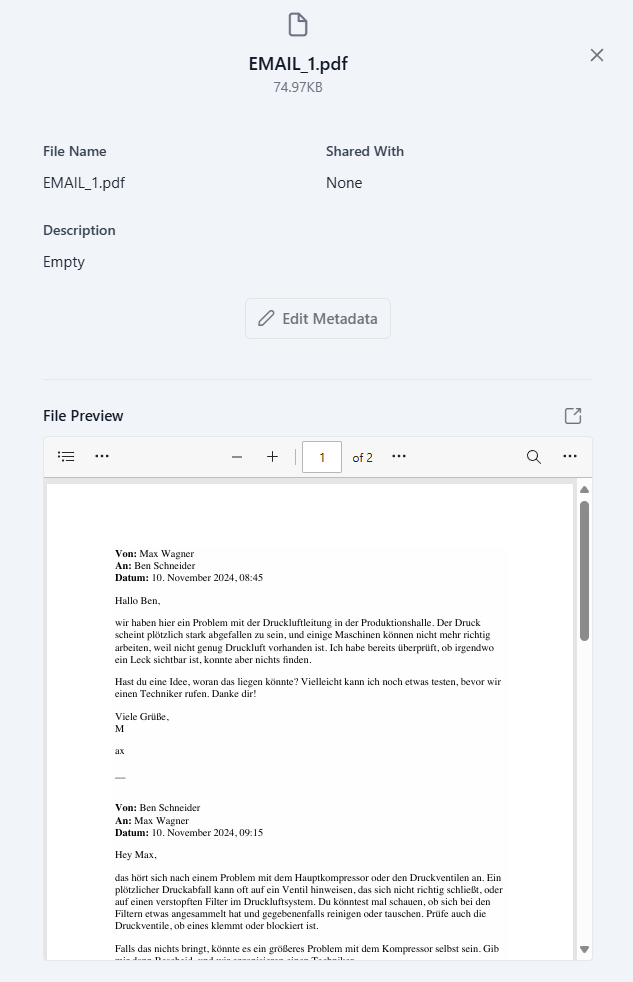 EMAIL_1.pdf
74.97KB
File Name
Shared With
EMAIL_1.pdf
None
Description
Empty
Edit Metadata
File Preview
1 of 2
Von: Max Wagner
An: Ben Schneider
Datum: 10. November 2024, 08:45
Hallo Ben,
wir haben hier ein Problem mit der Druckluftleitung in der Produktionshalle. Der Druck
scheint plötzlich stark abgefallen zu sein, und einige Maschinen können nicht mehr richtig
arbeiten, weil nicht genug Druckluft vorhanden ist. Ich habe bereits überprüft, ob irgendwo
ein Leck sichtbar ist, konnte aber nichts finden.
Hast du eine Idee, woran das liegen könnte? Vielleicht kann ich noch etwas testen, bevor wir
einen Techniker rufen. Danke dir!
Viele Grüße,
M
ax
—
Von: Ben Schneider
An: Max Wagner
Datum: 10. November 2024, 09:15
Hey Max,
das hört sich nach einem Problem mit dem Hauptkompressor oder den Druckventilen an. Ein
plötzlicher Druckabfall kann oft auf ein Ventil hinweisen, das sich nicht richtig schließt, oder
auf einen verstopften Filter im Druckluftsystem. Du könntest mal schauen, ob sich bei den
Filtern etwas angesammelt hat und gegebenenfalls reinigen oder tauschen. Prüfe auch die
Druckventile, ob eines klemmt oder blockiert ist.
Falls das nichts bringt, könnte es ein größeres Problem mit dem Kompressor selbst sein. Gib
mir dann Bescheid, und wir organisieren einen Techniker.